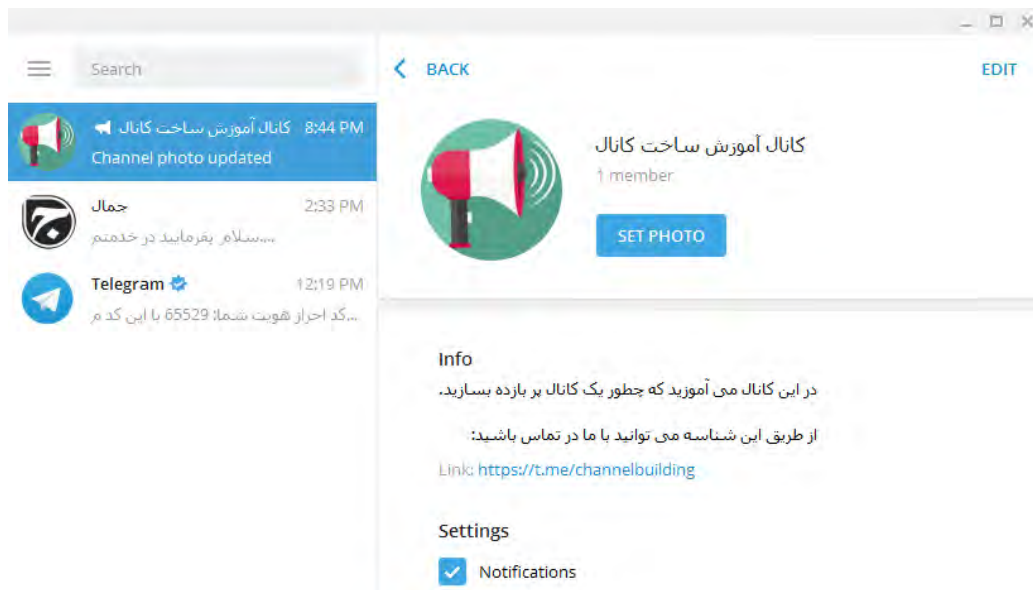 Search
کانال آموزش ساخت کانال 8:44 PM
Channel photo updated
جمال 2:33 PM
سلام بفرمایید در خدمتم....
Telegram 12:19 PM
کد احراز هویت شما: 65529 با این کد م...
BACK
EDIT
کانال آموزش ساخت کانال
1 member
SET PHOTO
Info
در این کانال می آموزید که چطور یک کانال پر بازده بسازید.
از طریق این شناسه می توانید با ما در تماس باشید:
Link: https://t.me/channelbuilding
Settings
Notifications